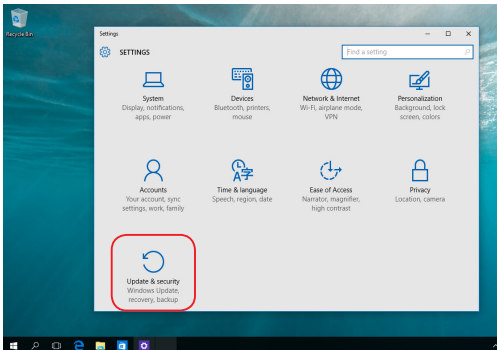 Recycle Bin
Settings
SETTINGS
Find a setting
System
Display, notifications,
apps, power
Devices
Bluetooth, printers,
mouse
Network & Internet
Wi-Fi, airplane mode,
VPN
Personalization
Background, lock
screen, colors
Accounts
Your account, sync
settings, work, family
Time & language
Speech, region, date
Ease of Access
Narrator, magnifier,
high contrast
Privacy
Location, camera
Update & security
Windows Update,
recovery, backup